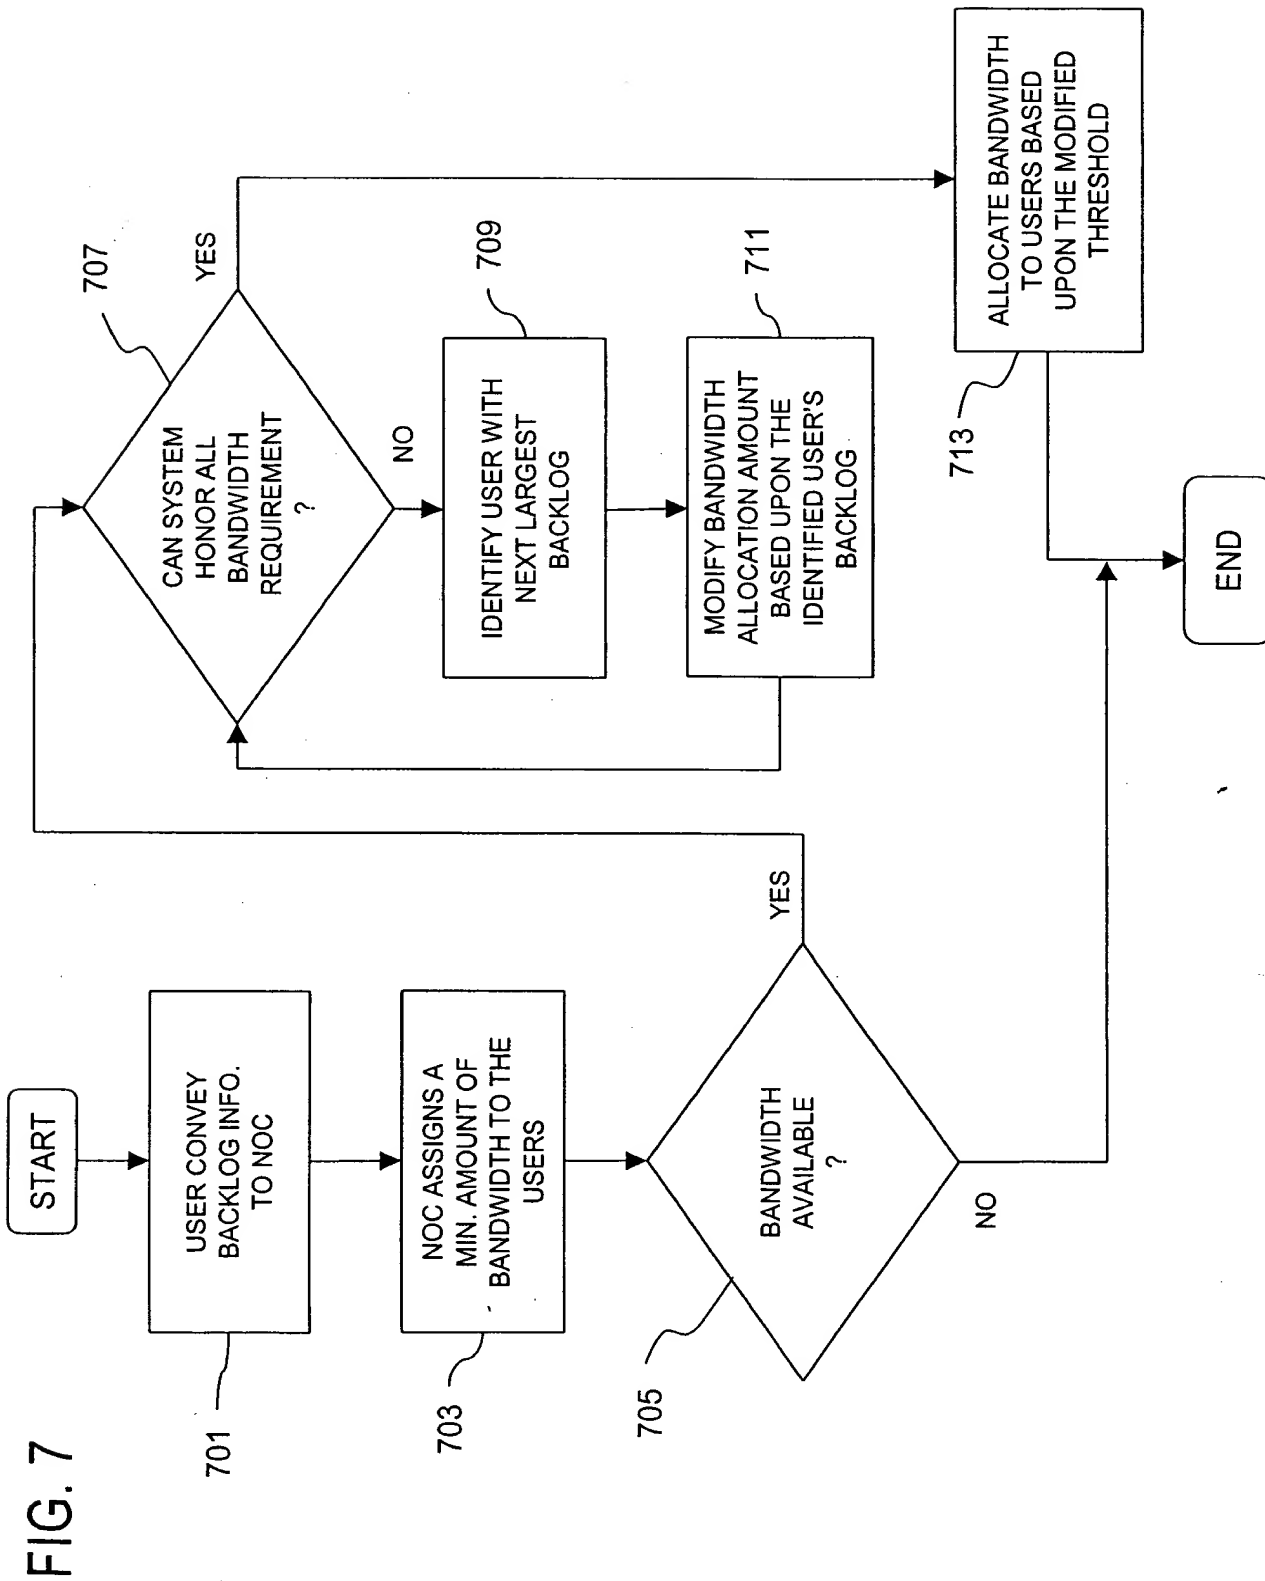 FIG. 7
START
USER CONVEY
BACKLOG INFO.
TO NOC
701
NOC ASSIGNS A
MIN. AMOUNT OF
BANDWIDTH TO THE
USERS
703
BANDWIDTH
AVAILABLE
?
705
YES
NO
CAN SYSTEM
HONOR ALL
BANDWIDTH
REQUIREMENT
?
707
YES
NO
IDENTIFY USER WITH
NEXT LARGEST
BACKLOG
709
MODIFY BANDWIDTH
ALLOCATION AMOUNT
BASED UPON THE
IDENTIFIED USER'S
BACKLOG
711
ALLOCATE BANDWIDTH
TO USERS BASED
UPON THE MODIFIED
THRESHOLD
713
END